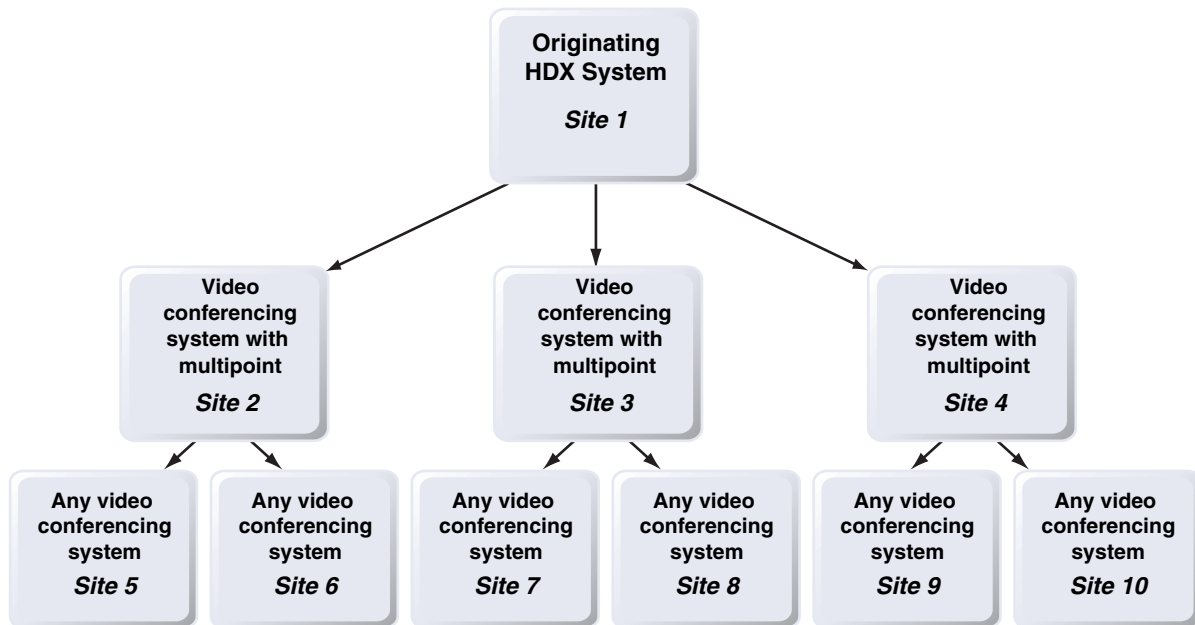 Originating
HDX System
Site 1
Video
conferencing
system with
multipoint
Site 2
Video
conferencing
system with
multipoint
Site 3
Video
conferencing
system with
multipoint
Site 4
Any video
conferencing
system
Site 5
Any video
conferencing
system
Site 6
Any video
conferencing
system
Site 7
Any video
conferencing
system
Site 8
Any video
conferencing
system
Site 9
Any video
conferencing
system
Site 10